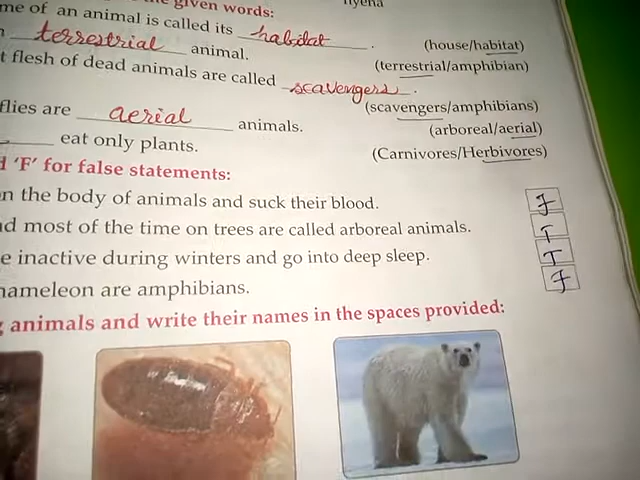 the given words:
hyena
me of an animal is called its habitat . (house/habitat)
terrestrial animal. (terrestrial/amphibian)
t flesh of dead animals are called scavengers . (scavengers/amphibians)
flies are aerial animals. (arboreal/aerial)
eat only plants. (Carnivores/Herbivores)
'F' for false statements:
n the body of animals and suck their blood. F
d most of the time on trees are called arboreal animals. T
e inactive during winters and go into deep sleep. T
hameleon are amphibians. F
g animals and write their names in the spaces provided: